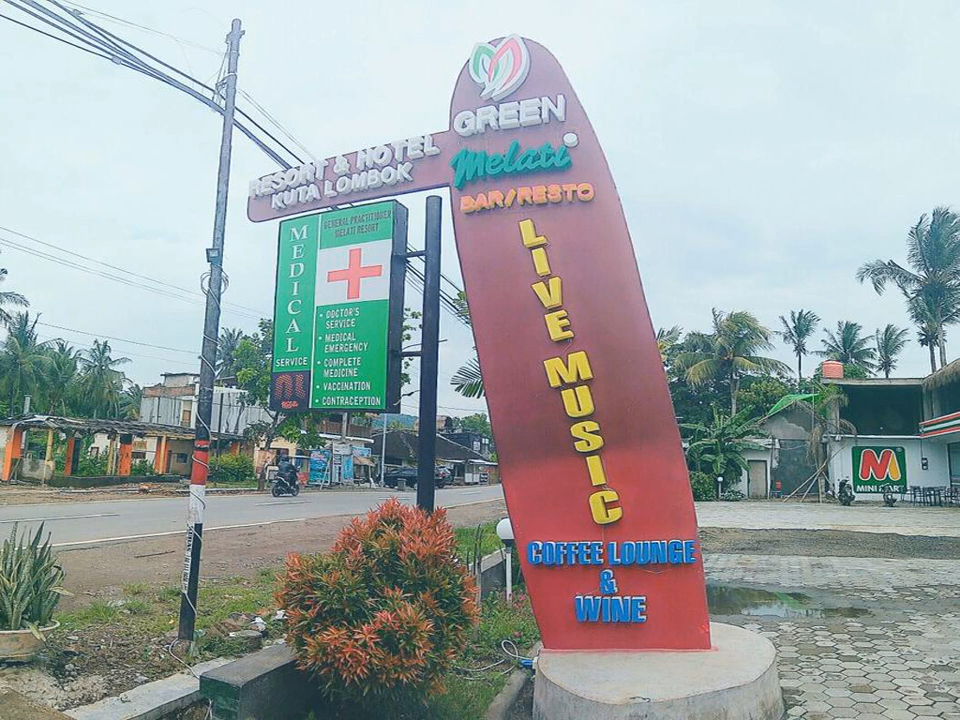 GREEN
Melati
BAR/RESTO
RESORT & HOTEL
KUTA LOMBOK
LIVE MUSIC
COFFEE LOUNGE
&
WINE
MEDICAL
SERVICE
GENERAL PRACTITIONER
MELATI RESORT
• DOCTOR'S
SERVICE
• MEDICAL
EMERGENCY
• COMPLETE
MEDICINE
• VACCINATION
• CONTRACEPTION
M
MINI MART